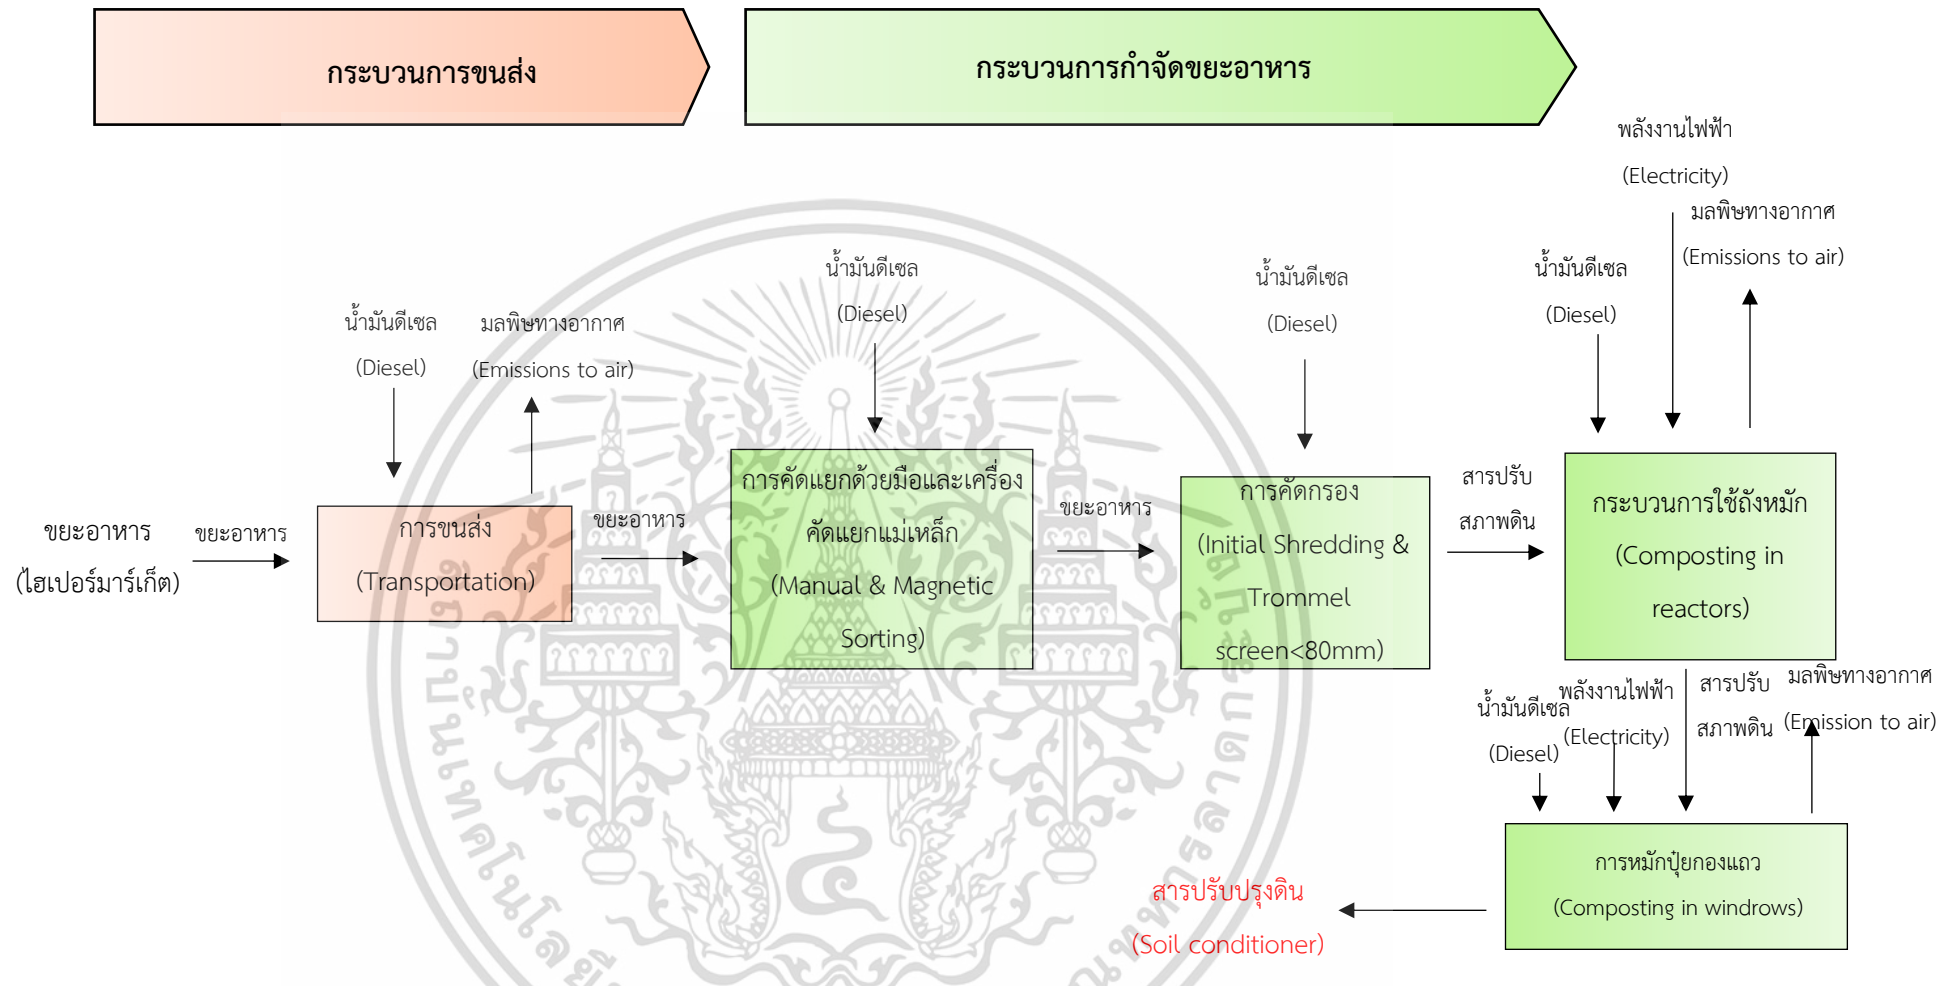 กระบวนการขนส่ง
กระบวนการกำจัดขยะอาหาร
พลังงานไฟฟ้า
(Electricity)
มลพิษทางอากาศ
(Emissions to air)
น้ำมันดีเซล
(Diesel)
น้ำมันดีเซล
(Diesel)
น้ำมันดีเซล
(Diesel)
น้ำมันดีเซล
(Diesel)
มลพิษทางอากาศ
(Emissions to air)
ขยะอาหาร
(ไฮเปอร์มาร์เก็ต)
ขยะอาหาร
การขนส่ง
(Transportation)
ขยะอาหาร
การคัดแยกด้วยมือและเครื่อง
คัดแยกแม่เหล็ก
(Manual & Magnetic
Sorting)
ขยะอาหาร
การคัดกรอง
(Initial Shredding &
Trommel
screen<80mm)
สารปรับ
สภาพดิน
กระบวนการใช้ถังหมัก
(Composting in
reactors)
น้ำมันดีเซล
(Diesel)
พลังงานไฟฟ้า
(Electricity)
สารปรับ
สภาพดิน
มลพิษทางอากาศ
(Emission to air)
การหมักปุ๋ยกองแถว
(Composting in windrows)
สารปรับปรุงดิน
(Soil conditioner)